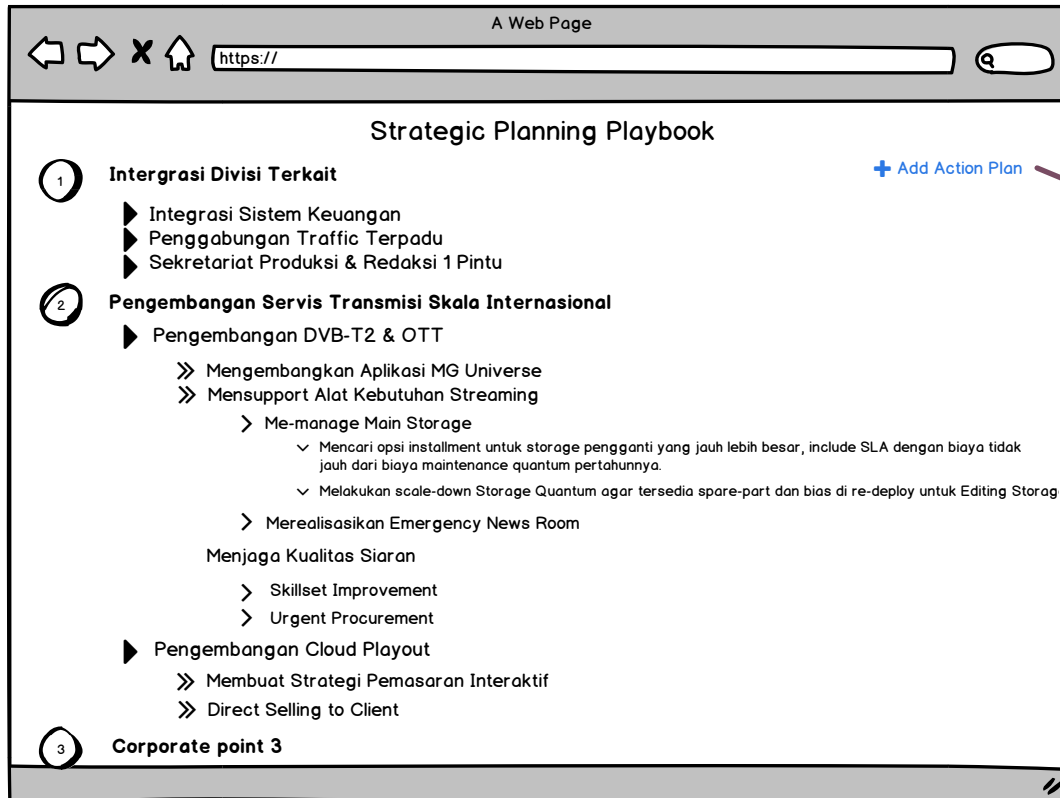 A Web Page
https://
Strategic Planning Playbook
1
Intergrasi Divisi Terkait
Add Action Plan
Integrasi Sistem Keuangan
Penggabungan Traffic Terpadu
Sekretariat Produksi & Redaksi 1 Pintu
2
Pengembangan Servis Transmisi Skala Internasional
Pengembangan DVB-T2 & OTT
Mengembangkan Aplikasi MG Universe
Mensupport Alat Kebutuhan Streaming
Me-manage Main Storage
Mencari opsi installment untuk storage pengganti yang jauh lebih besar, include SLA dengan biaya tidak
jauh dari biaya maintenance quantum pertahunnya.
Melakukan scale-down Storage Quantum agar tersedia spare-part dan bias di re-deploy untuk Editing Storag
Merealisasikan Emergency News Room
Menjaga Kualitas Siaran
Skillset Improvement
Urgent Procurement
Pengembangan Cloud Playout
Membuat Strategi Pemasaran Interaktif
Direct Selling to Client
3
Corporate point 3